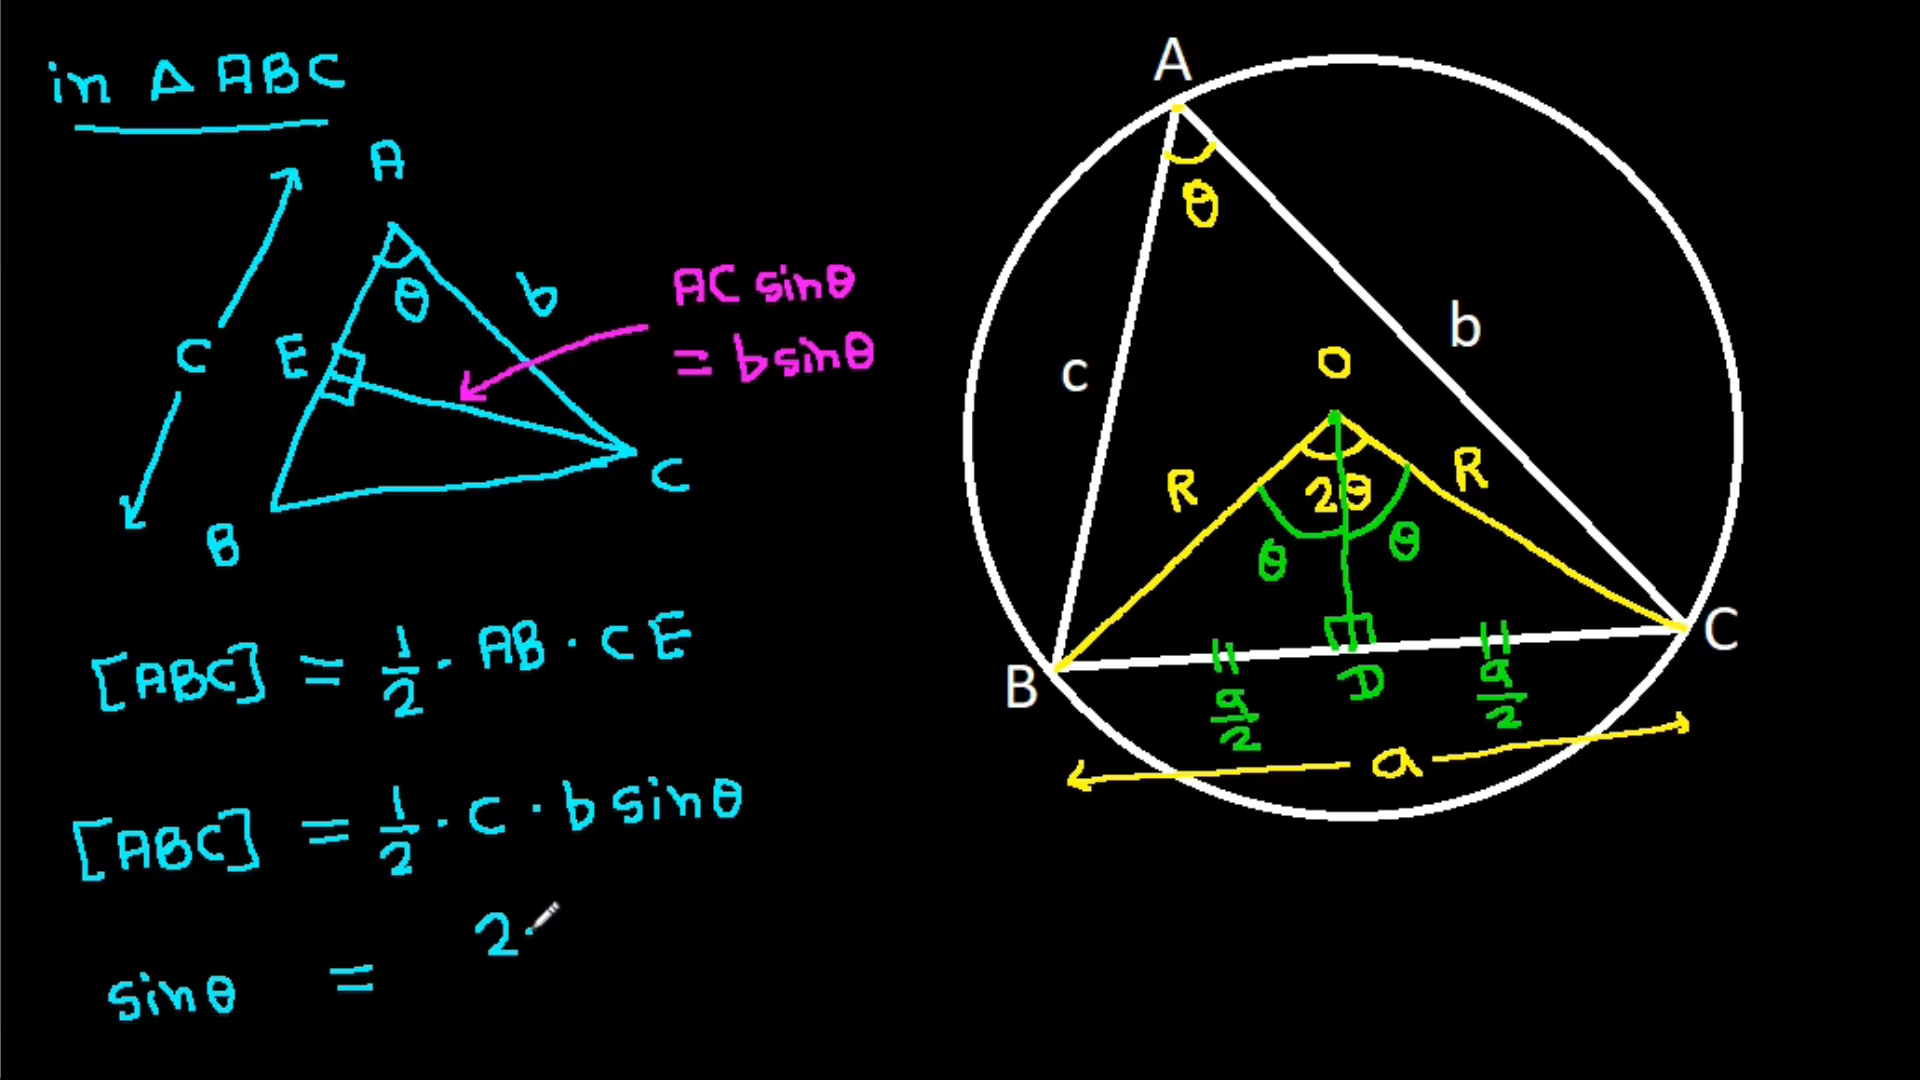 in Δ ABC
A
θ
b
C
E
B
C
AC sinθ
= b sinθ
[ABC] = 1/2 · AB · CE
[ABC] = 1/2 · C · b sinθ
sinθ = 2·
A
θ
c
b
O
R
R
2θ
θ
θ
B
C
D
a/2
a/2
a